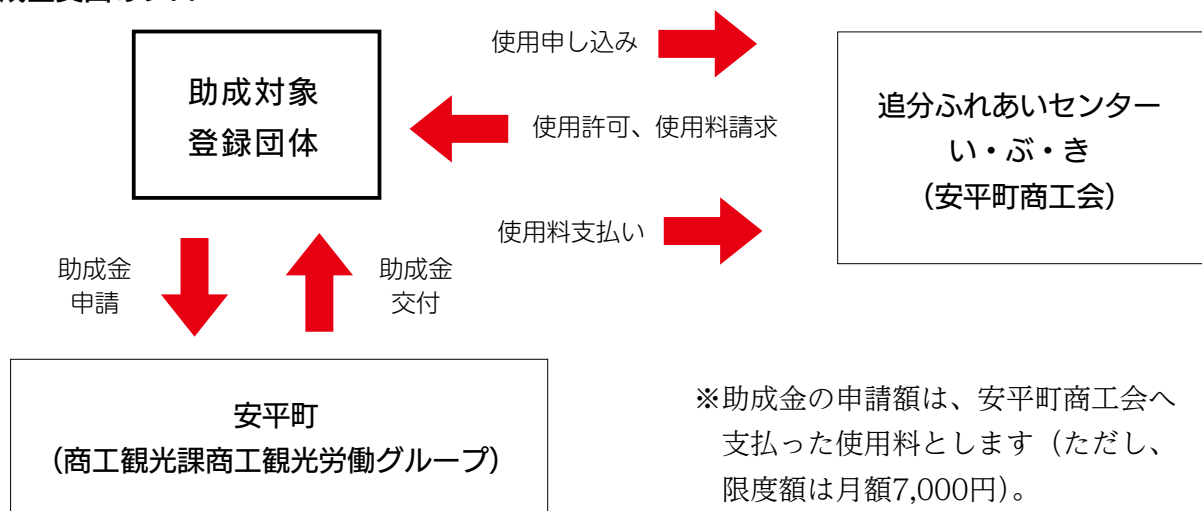 使用申し込み
助成対象
登録団体
使用許可、使用料請求
追分ふれあいセンター
い・ぶ・き
（安平町商工会）
使用料支払い
助成金
申請
助成金
交付
安平町
（商工観光課商工観光労働グループ）
※助成金の申請額は、安平町商工会へ
支払った使用料とします（ただし、
限度額は月額7,000円）。